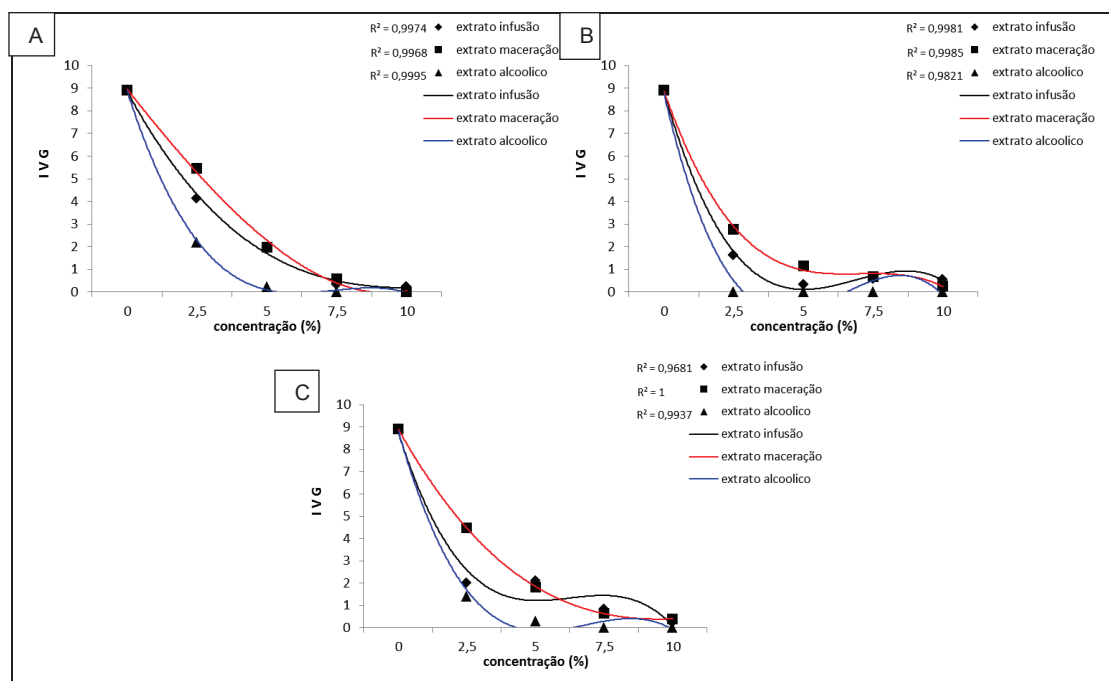 A
R² = 0,9974 extrato infusão
R² = 0,9968 extrato maceração
R² = 0,9995 extrato alcoolico
extrato infusão
extrato maceração
extrato alcoolico
10
9
8
7
6
5
4
3
2
1
0
I V G
0 2,5 5 7,5 10
concentração (%)
B
R² = 0,9981 extrato infusão
R² = 0,9985 extrato maceração
R² = 0,9821 extrato alcoolico
extrato infusão
extrato maceração
extrato alcoolico
10
9
8
7
6
5
4
3
2
1
0
I V G
0 2,5 5 7,5 10
concentração (%)
C
R² = 0,9681 extrato infusão
R² = 1 extrato maceração
R² = 0,9937 extrato alcoolico
extrato infusão
extrato maceração
extrato alcoolico
10
9
8
7
6
5
4
3
2
1
0
I V G
0 2,5 5 7,5 10
concentração (%)